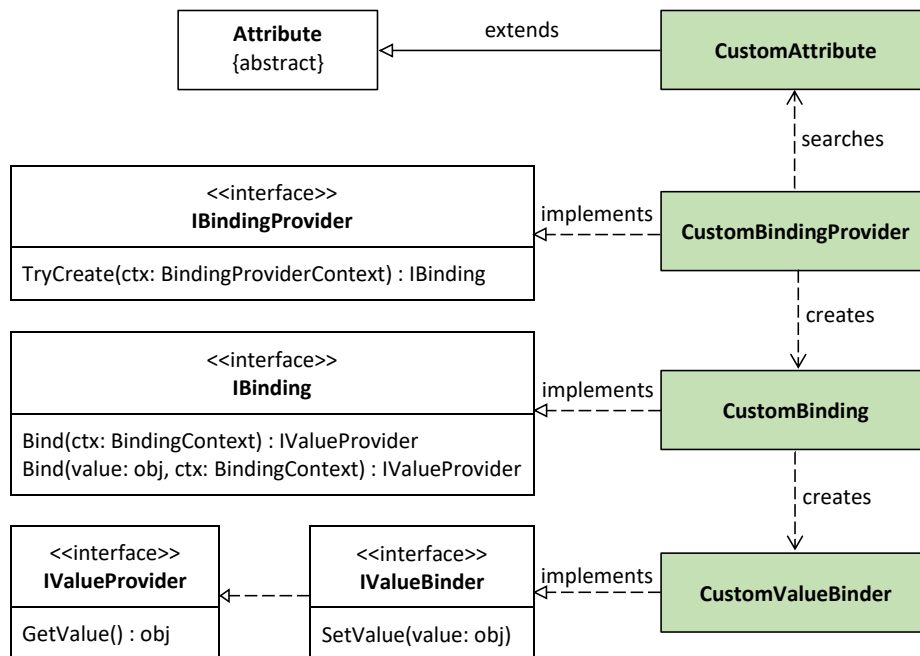 Attribute
{abstract}
extends
CustomAttribute
searches
<<interface>>
IBindingProvider
TryCreate(ctx: BindingProviderContext) : IBinding
implements
CustomBindingProvider
creates
<<interface>>
IBinding
Bind(ctx: BindingContext) : IValueProvider
Bind(value: obj, ctx: BindingContext) : IValueProvider
implements
CustomBinding
creates
<<interface>>
IValueProvider
GetValue() : obj
<<interface>>
IValueBinder
SetValue(value: obj)
implements
CustomValueBinder